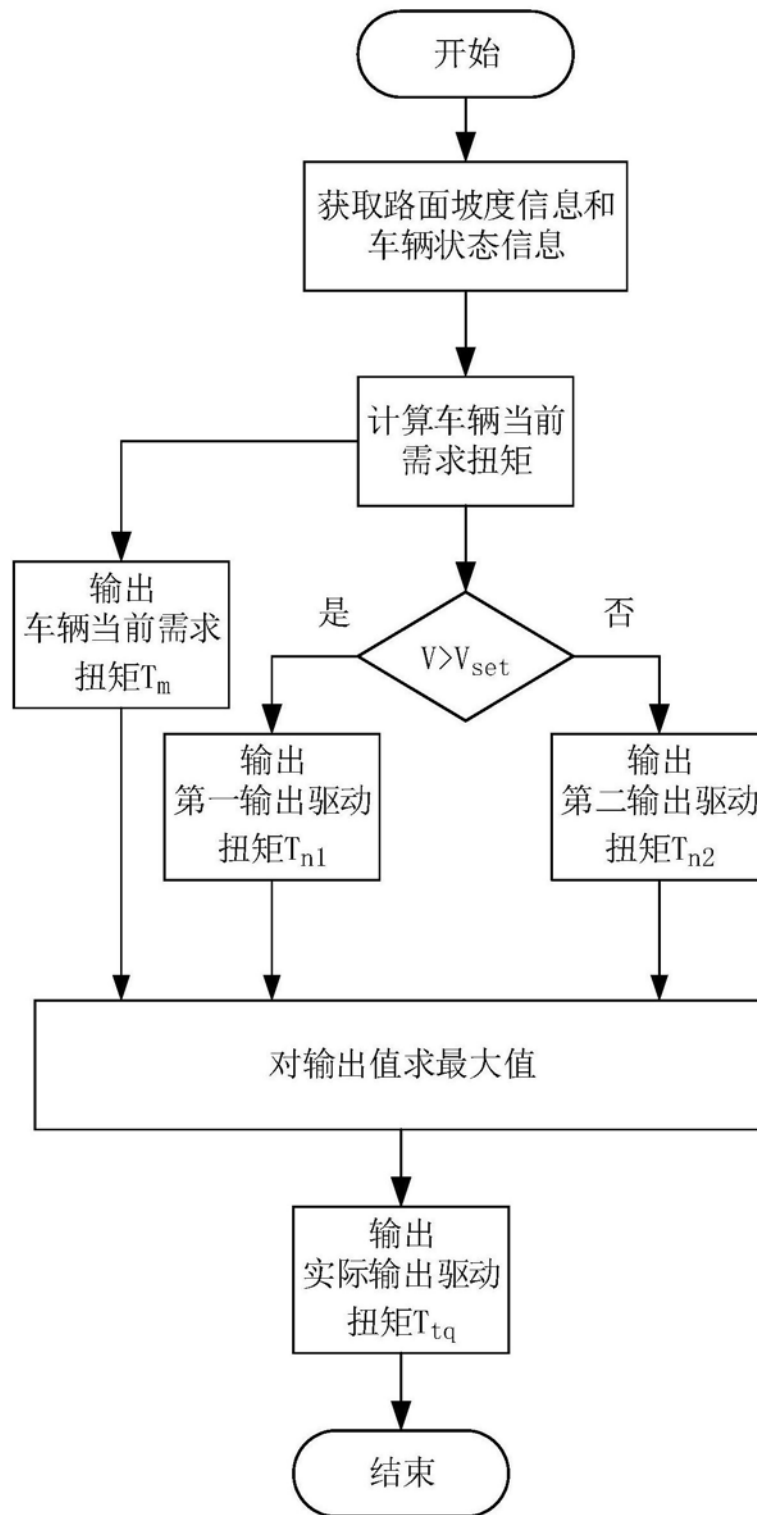 开始
获取路面坡度信息和
车辆状态信息
计算车辆当前
需求扭矩
输出
车辆当前需求
扭矩Tm
是
V>Vset
否
输出
第一输出驱动
扭矩Tn1
输出
第二输出驱动
扭矩Tn2
对输出值求最大值
输出
实际输出驱动
扭矩Ttq
结束